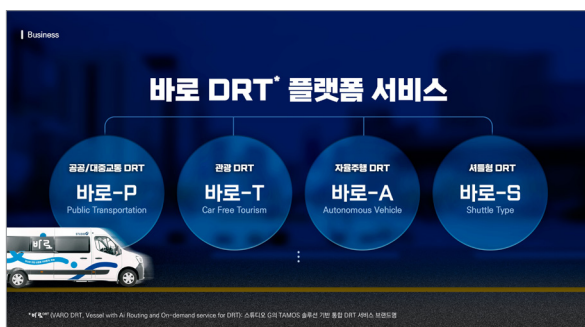 Business
바로 DRT* 플랫폼 서비스
공공/대중교통 DRT
바로-P
Public Transportation
관광 DRT
바로-T
Car Free Tourism
자율주행 DRT
바로-A
Autonomous Vehicle
셔틀형 DRT
바로-S
Shuttle Type
바로
*바로DRT (VARO DRT, Vessel with Ai Routing and On-demand service for DRT): 스튜디오 G의 TAMOS 솔루션 기반 통합 DRT 서비스 브랜드명